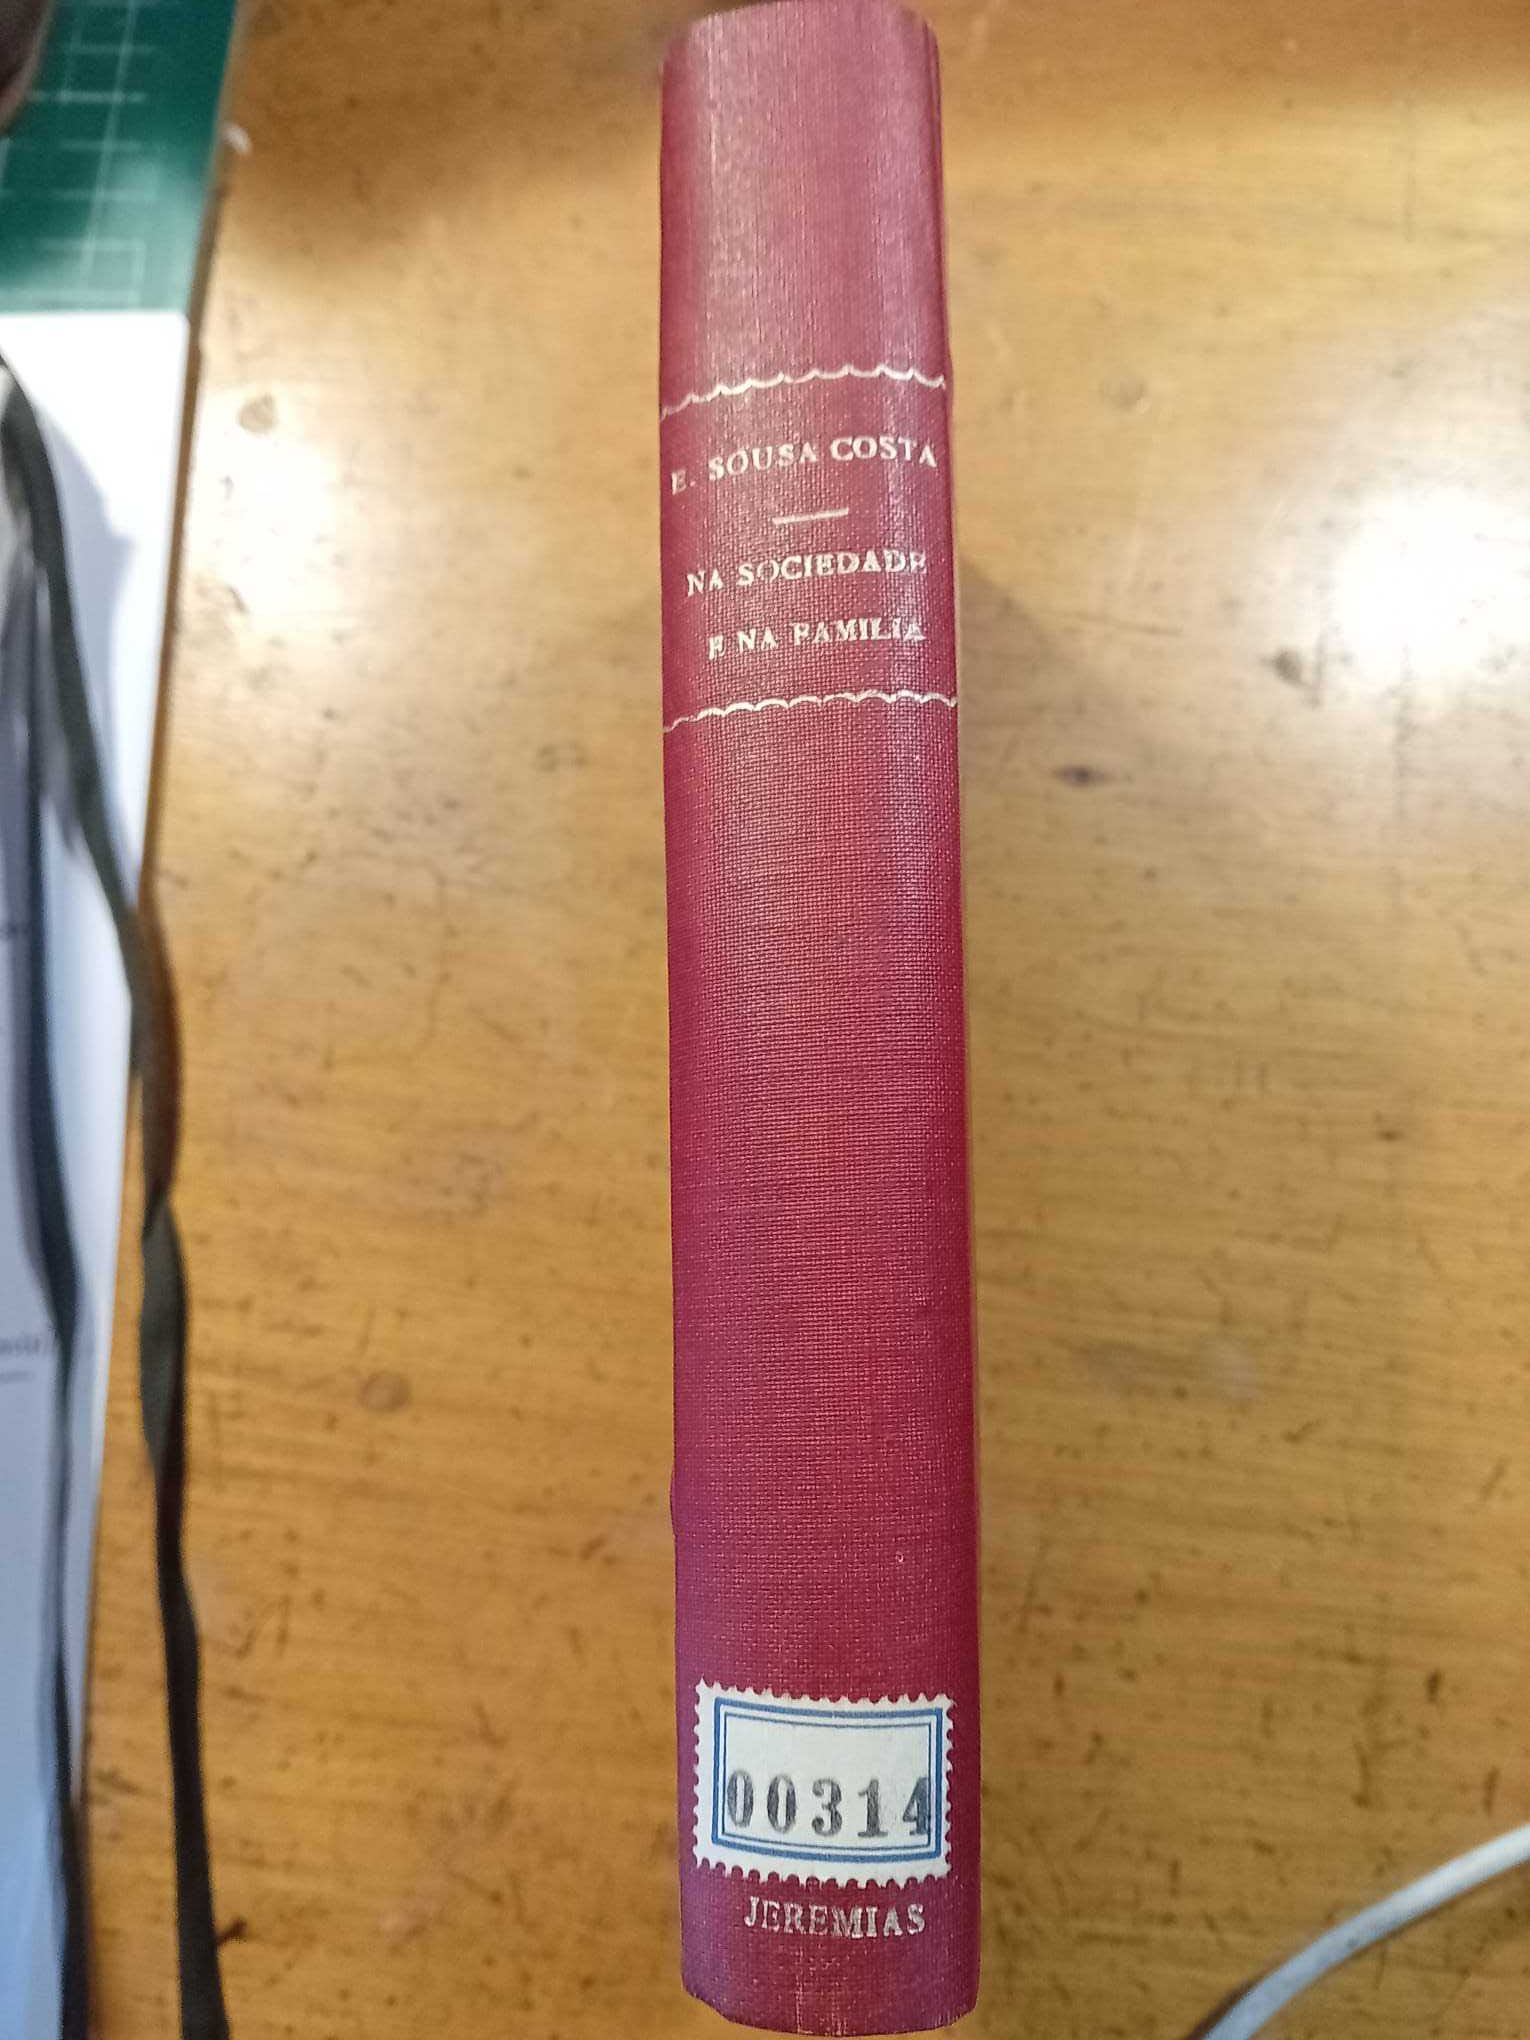 E. SOUSA COSTA
NA SOCIEDADE
E NA FAMILIA
00314
JEREMIAS